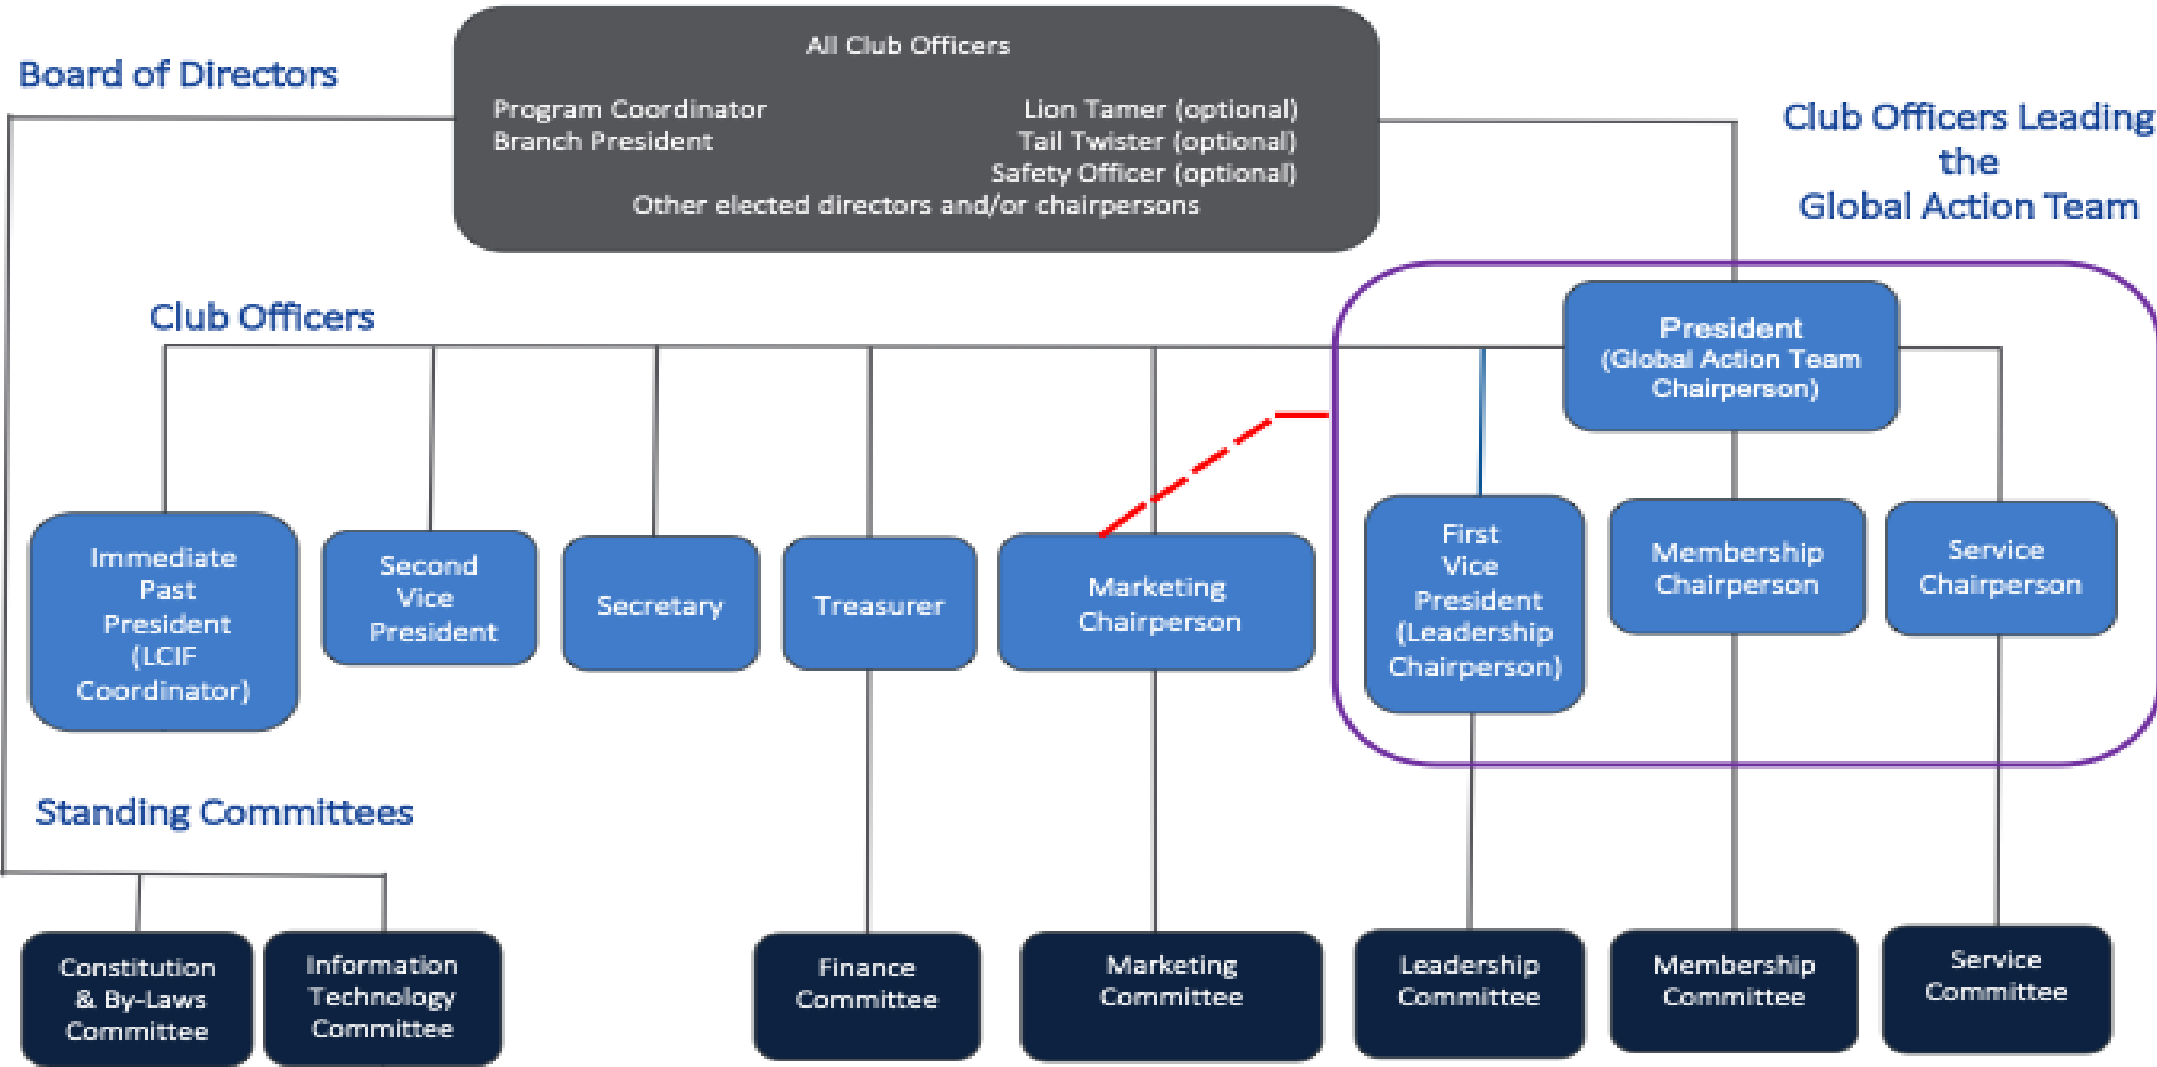 All Club Officers
Board of Directors
Program Coordinator
Lion Tamer (optional)
Branch President
Tail Twister (optional)
Safety Officer (optional)
Other elected directors and/or chairpersons
Club Officers Leading
the
Global Action Team
Club Officers
President
(Global Action Team
Chairperson)
Immediate
Past
President
(LCIF
Coordinator)
Second
Vice
President
Secretary
Treasurer
Marketing
Chairperson
First
Vice
President
(Leadership
Chairperson)
Membership
Chairperson
Service
Chairperson
Standing Committees
Constitution
& By-Laws
Committee
Information
Technology
Committee
Finance
Committee
Marketing
Committee
Leadership
Committee
Membership
Committee
Service
Committee